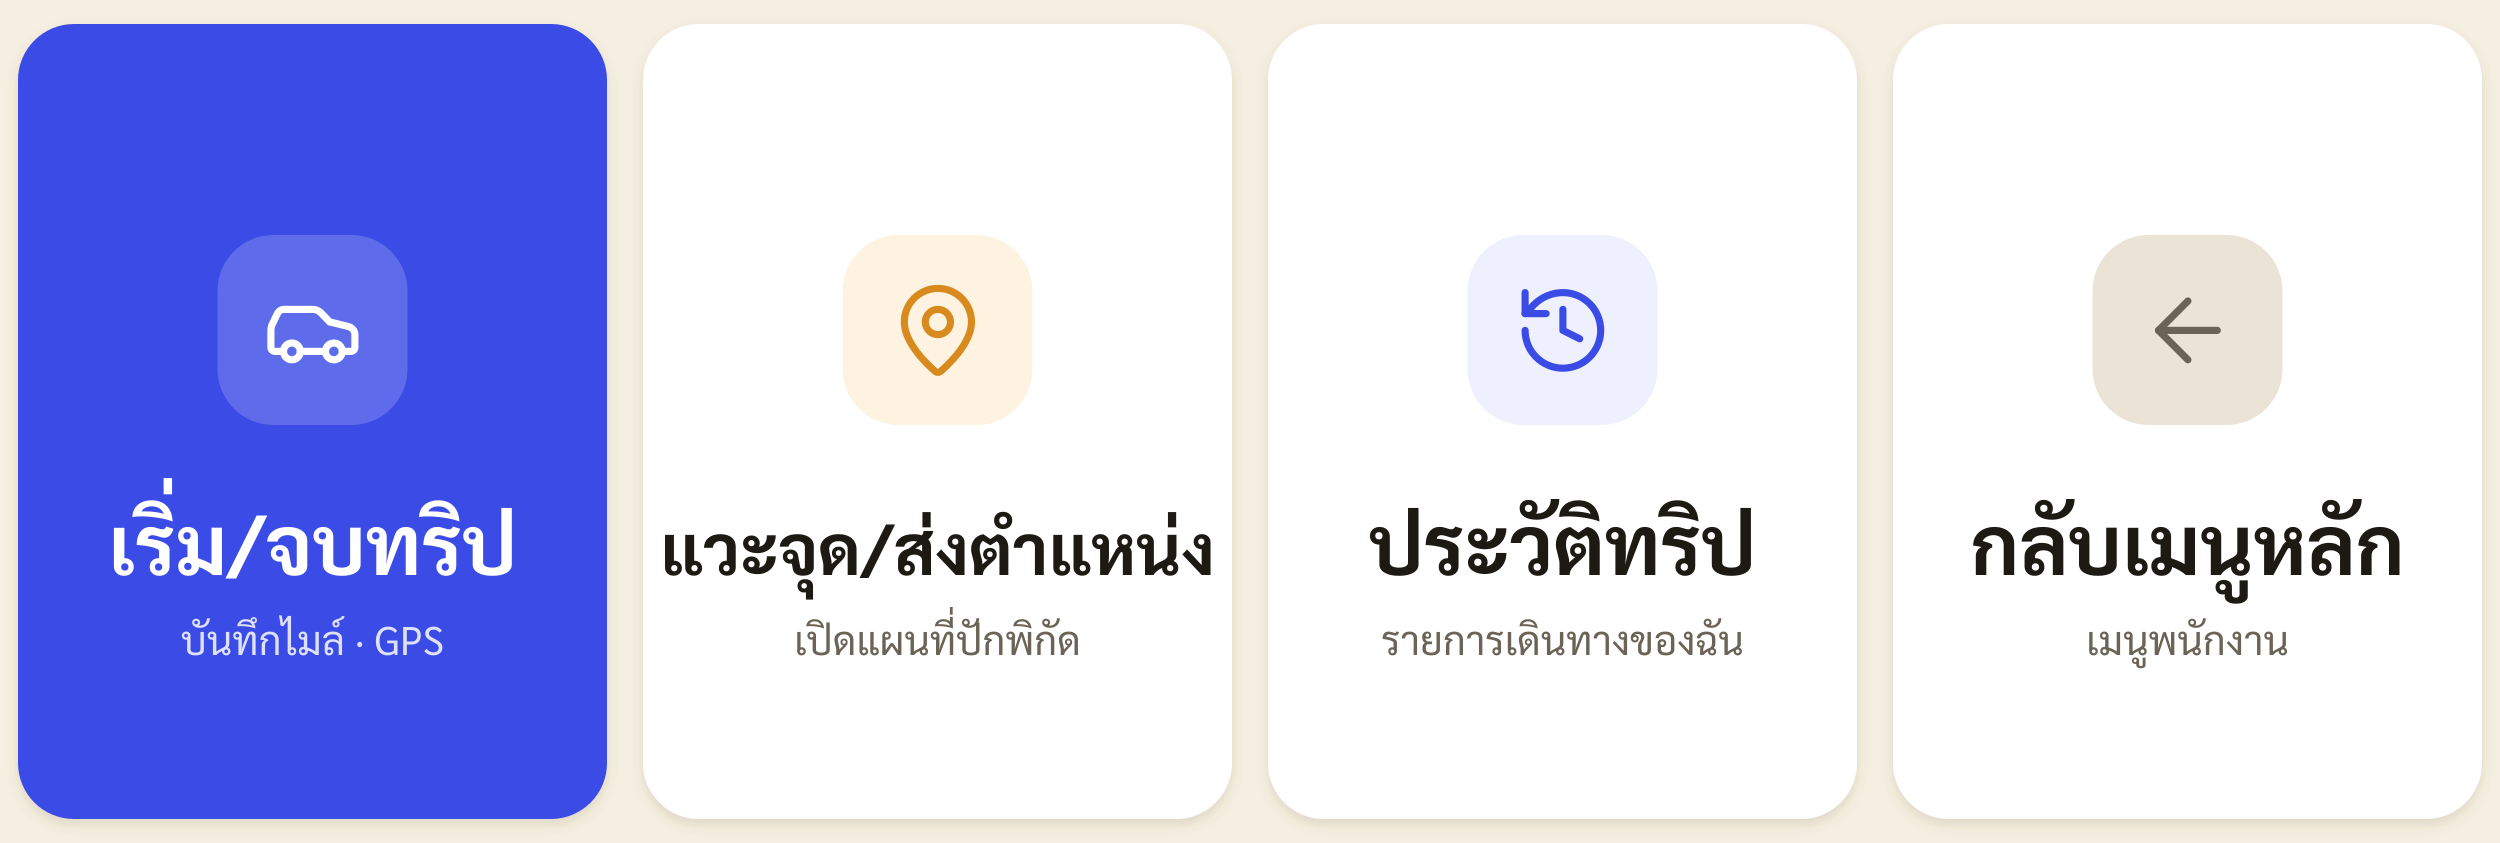 เริ่ม/จบทริป
บันทึกไมล์ · GPS
แวะจุด/ส่งตำแหน่ง
เปิดแผนที่ปักพิกัด
ประวัติทริป
รายการเดินทางของฉัน
กลับเมนูหลัก
เมนูพนักงาน